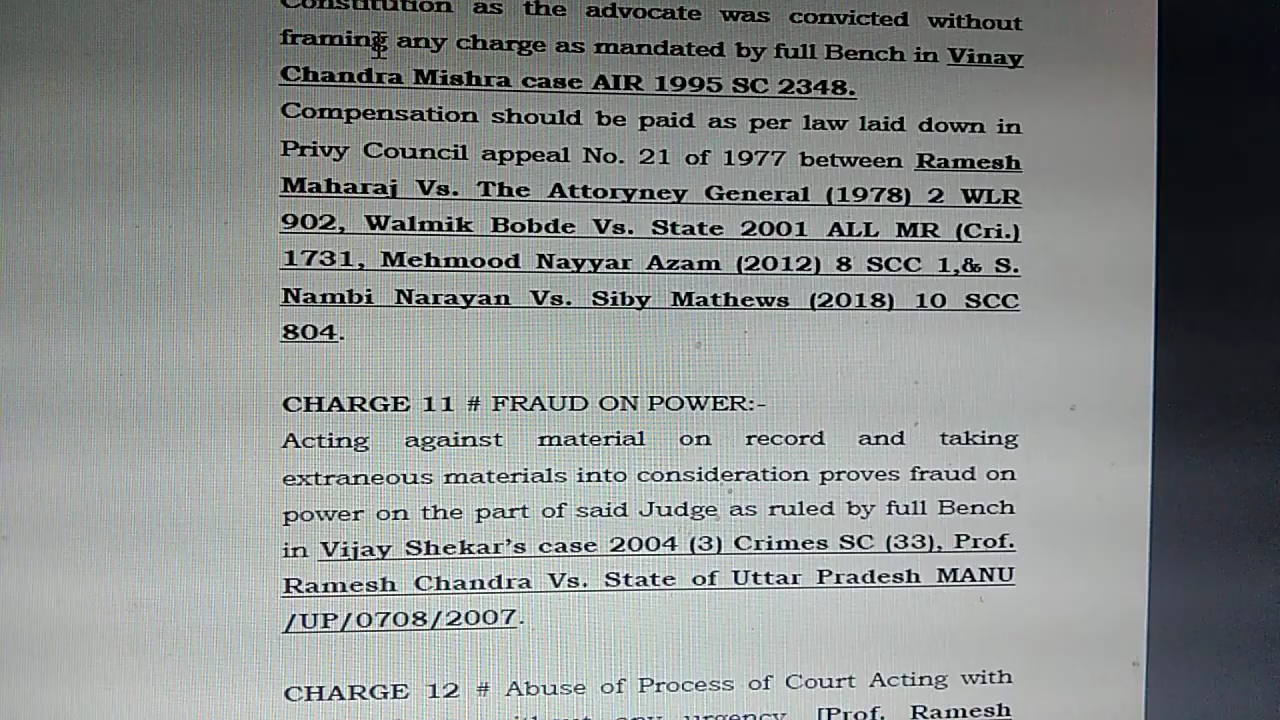 Constitution as the advocate was convicted without
framing any charge as mandated by full Bench in Vinay
Chandra Mishra case AIR 1995 SC 2348.
Compensation should be paid as per law laid down in
Privy Council appeal No. 21 of 1977 between Ramesh
Maharaj Vs. The Attoryney General (1978) 2 WLR
902, Walmik Bobde Vs. State 2001 ALL MR (Cri.)
1731, Mehmood Nayyar Azam (2012) 8 SCC 1,& S.
Nambi Narayan Vs. Siby Mathews (2018) 10 SCC
804.
CHARGE 11 # FRAUD ON POWER:-
Acting against material on record and taking
extraneous materials into consideration proves fraud on
power on the part of said Judge as ruled by full Bench
in Vijay Shekar's case 2004 (3) Crimes SC (33), Prof.
Ramesh Chandra Vs. State of Uttar Pradesh MANU
/UP/0708/2007.
CHARGE 12 # Abuse of Process of Court Acting with
any urgency [Prof. Ramesh